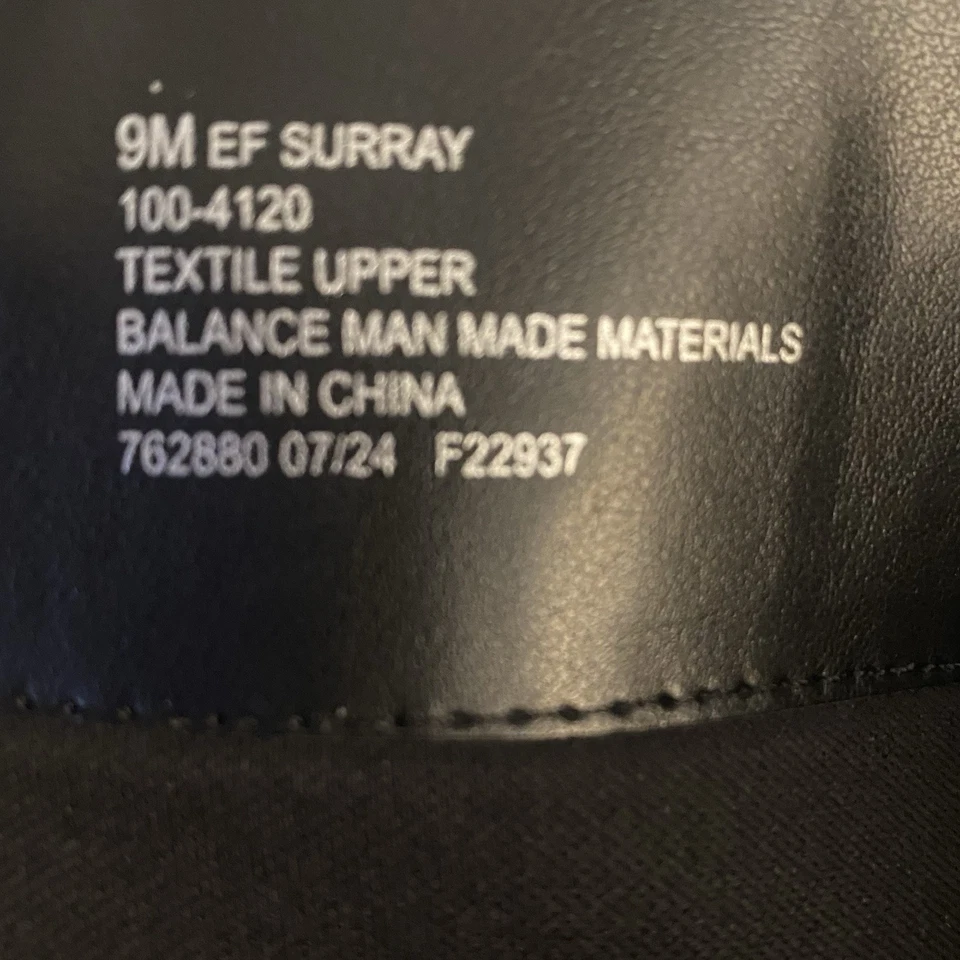 9M EF SURRAY
100-4120
TEXTILE UPPER
BALANCE MAN MADE MATERIALS
MADE IN CHINA
762880 07/24 F22937